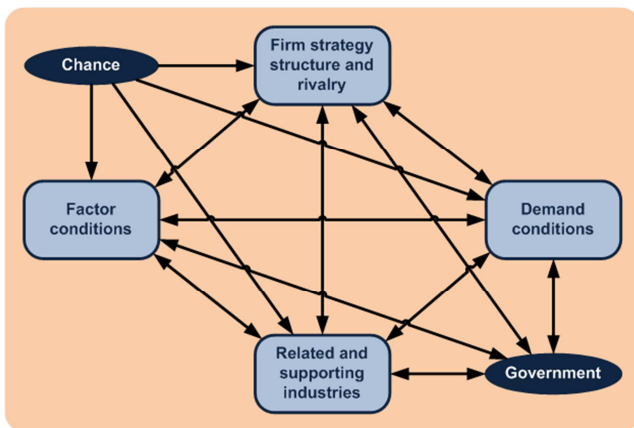 Chance
Firm strategy
structure and
rivalry
Factor
conditions
Demand
conditions
Related and
supporting
industries
Government